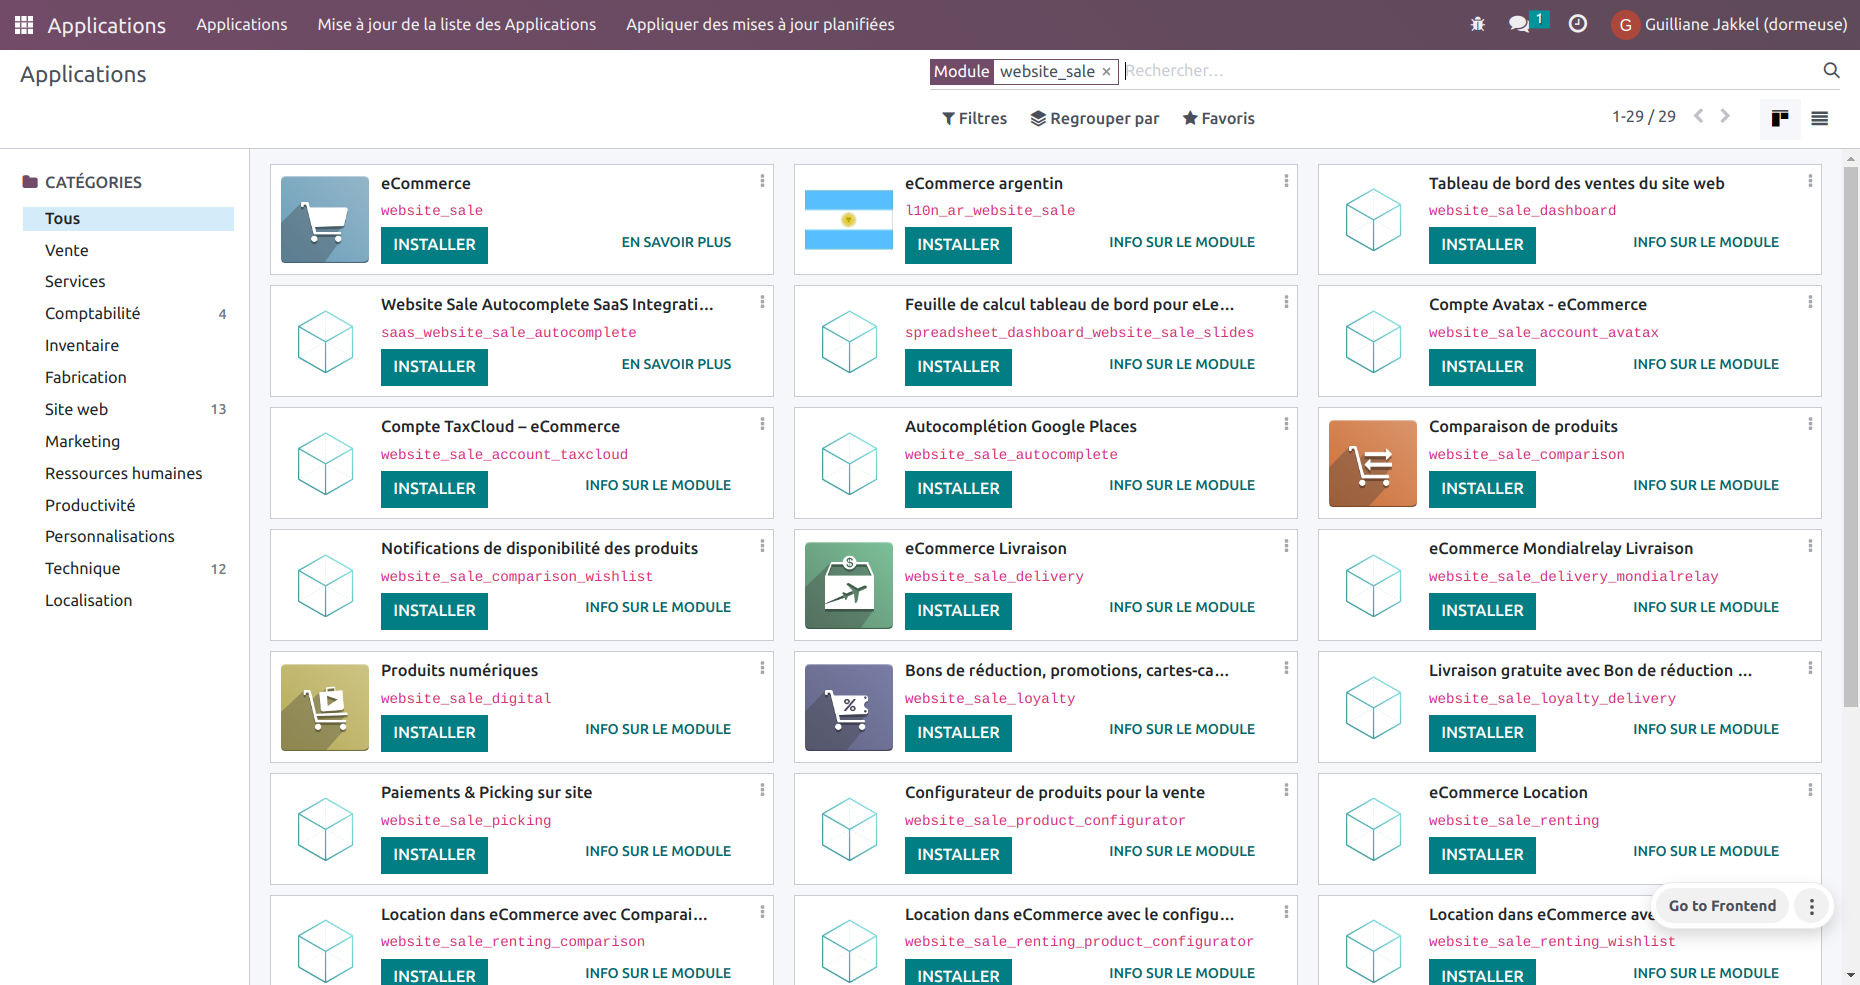 Applications Applications Mise à jour de la liste des Applications Appliquer des mises à jour planifiées 1 G Guilliane Jakkel (dormeuse)
Applications Module website_sale × Rechercher...
Filtres Regrouper par Favoris 1-29 / 29
CATÉGORIES
Tous
Vente
Services
Comptabilité 4
Inventaire
Fabrication
Site web 13
Marketing
Ressources humaines
Productivité
Personnalisations
Technique 12
Localisation
eCommerce
website_sale
INSTALLER EN SAVOIR PLUS
eCommerce argentin
l10n_ar_website_sale
INSTALLER INFO SUR LE MODULE
Tableau de bord des ventes du site web
website_sale_dashboard
INSTALLER INFO SUR LE MODULE
Website Sale Autocomplete SaaS Integrati...
saas_website_sale_autocomplete
INSTALLER EN SAVOIR PLUS
Feuille de calcul tableau de bord pour eLe...
spreadsheet_dashboard_website_sale_slides
INSTALLER INFO SUR LE MODULE
Compte Avatax - eCommerce
website_sale_account_avatax
INSTALLER INFO SUR LE MODULE
Compte TaxCloud – eCommerce
website_sale_account_taxcloud
INSTALLER INFO SUR LE MODULE
Autocomplétion Google Places
website_sale_autocomplete
INSTALLER INFO SUR LE MODULE
Comparaison de produits
website_sale_comparison
INSTALLER INFO SUR LE MODULE
Notifications de disponibilité des produits
website_sale_comparison_wishlist
INSTALLER INFO SUR LE MODULE
$
eCommerce Livraison
website_sale_delivery
INSTALLER INFO SUR LE MODULE
eCommerce Mondialrelay Livraison
website_sale_delivery_mondialrelay
INSTALLER INFO SUR LE MODULE
Produits numériques
website_sale_digital
INSTALLER INFO SUR LE MODULE
%
Bons de réduction, promotions, cartes-ca...
website_sale_loyalty
INSTALLER INFO SUR LE MODULE
Livraison gratuite avec Bon de réduction ...
website_sale_loyalty_delivery
INSTALLER INFO SUR LE MODULE
Paiements & Picking sur site
website_sale_picking
INSTALLER INFO SUR LE MODULE
Configurateur de produits pour la vente
website_sale_product_configurator
INSTALLER INFO SUR LE MODULE
eCommerce Location
website_sale_renting
INSTALLER INFO SUR LE MODULE
Location dans eCommerce avec Comparai...
website_sale_renting_comparison
INSTALLER INFO SUR LE MODULE
Location dans eCommerce avec le configu...
website_sale_renting_product_configurator
INSTALLER INFO SUR LE MODULE
Location dans eCommerce ave
website_sale_renting_wishlist
INSTALLER INFO SUR LE MODULE
Go to Frontend